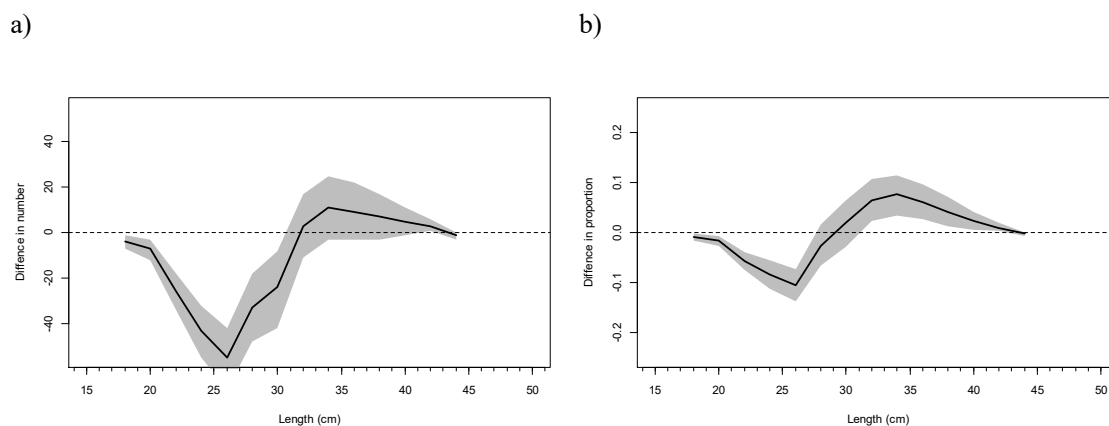 a)
b)
Diffence in number
40
20
0
-20
-40
15 20 25 30 35 40 45 50
Length (cm)
Diffence in proportion
0.2
0.1
0.0
-0.1
-0.2
15 20 25 30 35 40 45 50
Length (cm)